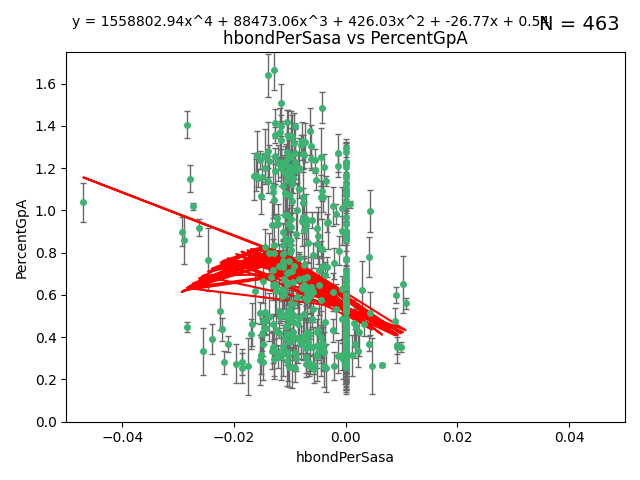 y = 1558802.94x^4 + 88473.06x^3 + 426.03x^2 + -26.77x + 0.54
N = 463
hbondPerSasa vs PercentGpA
PercentGpA
1.6
1.4
1.2
1.0
0.8
0.6
0.4
0.2
0.0
−0.04 −0.02 0.00 0.02 0.04
hbondPerSasa